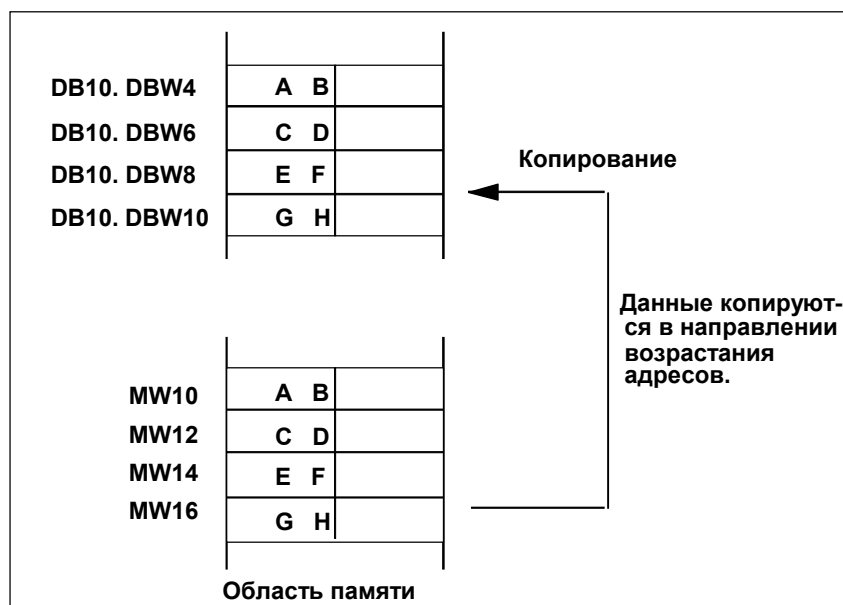 DB10. DBW4 A B
DB10. DBW6 C D
DB10. DBW8 E F
DB10. DBW10 G H
Копирование
Данные копируют-
ся в направлении
возрастания
адресов.
MW10 A B
MW12 C D
MW14 E F
MW16 G H
Область памяти